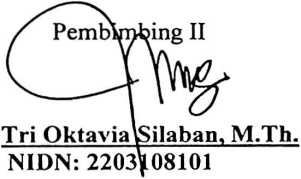 Pembimbing II
Tri Oktavia Silaban, M.Th.
NIDN: 2203108101